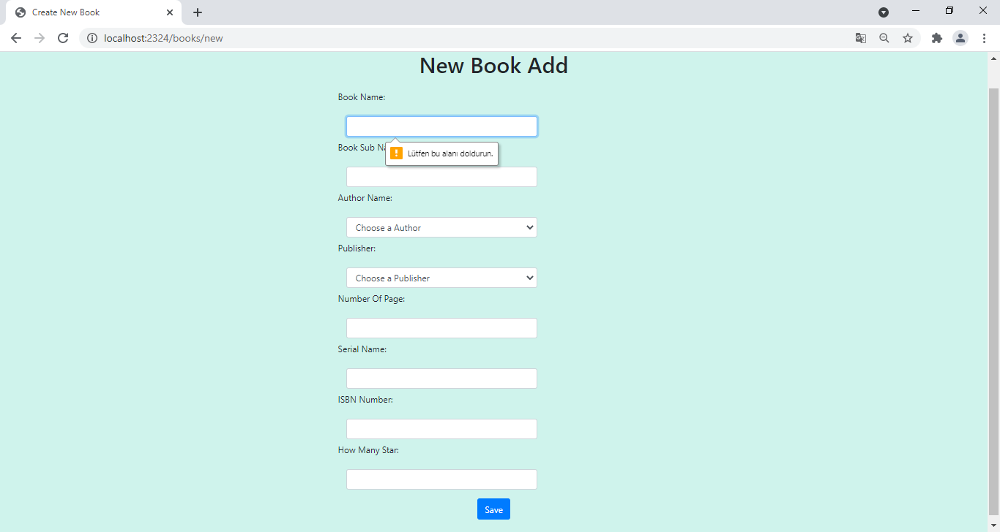 Create New Book
localhost:2324/books/new
New Book Add
Book Name:
Book Sub
Lütfen bu alanı doldurun.
Author Name:
Choose a Author
Publisher:
Choose a Publisher
Number Of Page:
Serial Name:
ISBN Number:
How Many Star:
Save